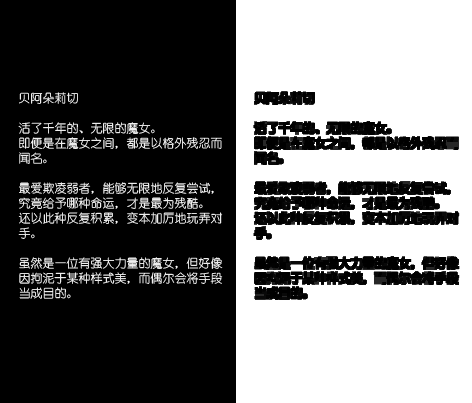 贝阿朵莉切
活了千年的、无限的魔女。
即便是在魔女之间，都是以格外残忍而
闻名。
最爱欺凌弱者，能够无限地反复尝试，
究竟给予哪种命运，才是最为残酷。
还以此种反复积累，变本加厉地玩弄对
手。
虽然是一位有强大力量的魔女，但好像
因拘泥于某种样式美，而偶尔会将手段
当成目的。
贝阿朵莉切
活了千年的、无限的魔女。
即便是在魔女之间，都是以格外残忍
闻名。
最爱欺凌弱者，能够无限地反复尝试，
究竟给予哪种命运，才是最为残酷。
还以此种反复积累，变本加厉地玩弄对
手。
虽然是一位有强大力量的魔女，但好像
偶尔会将手段
当成目的。